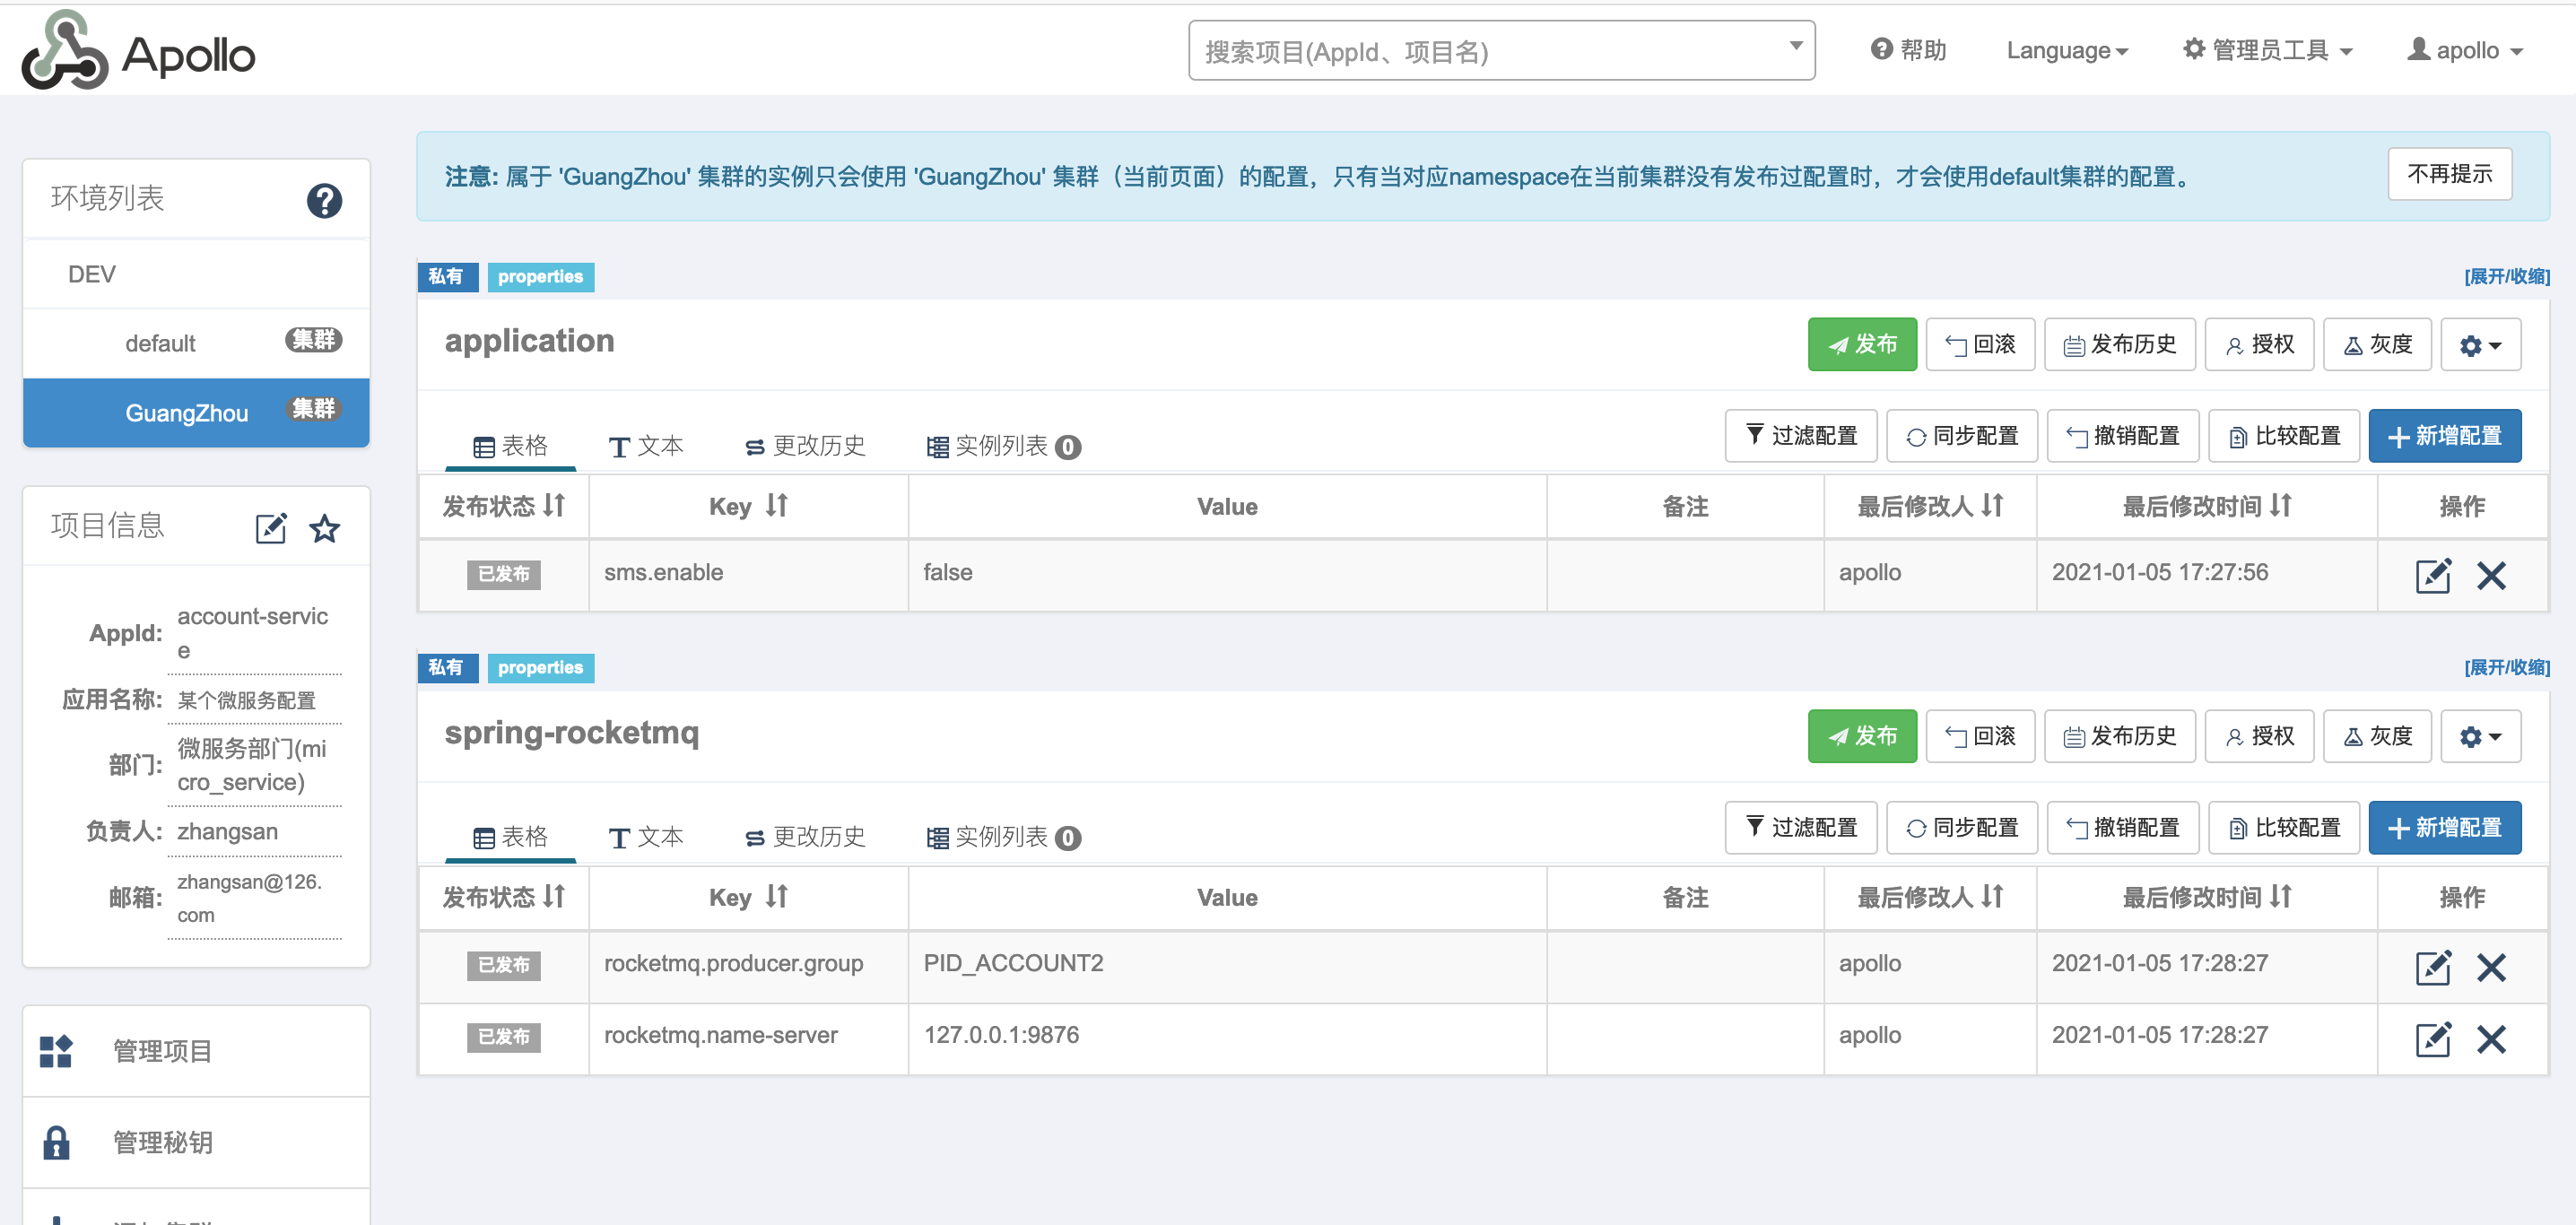 Apollo
搜索项目(AppId、项目名)
帮助
Language
管理员工具
apollo
环境列表
DEV
default 集群
GuangZhou 集群
项目信息
AppId: account-servic
e
应用名称: 某个微服务配置
部门: 微服务部门(mi
cro_service)
负责人: zhangsan
邮箱: zhangsan@126.
com
管理项目
管理秘钥
注意: 属于 'GuangZhou' 集群的实例只会使用 'GuangZhou' 集群（当前页面）的配置，只有当对应namespace在当前集群没有发布过配置时，才会使用default集群的配置。
不再提示
私有 properties [展开/收缩]
application
发布 回滚 发布历史 授权 灰度
表格 文本 更改历史 实例列表 0
过滤配置 同步配置 撤销配置 比较配置 新增配置
发布状态 Key Value 备注 最后修改人 最后修改时间 操作
已发布 sms.enable false apollo 2021-01-05 17:27:56
私有 properties [展开/收缩]
spring-rocketmq
发布 回滚 发布历史 授权 灰度
表格 文本 更改历史 实例列表 0
过滤配置 同步配置 撤销配置 比较配置 新增配置
发布状态 Key Value 备注 最后修改人 最后修改时间 操作
已发布 rocketmq.producer.group PID_ACCOUNT2 apollo 2021-01-05 17:28:27
已发布 rocketmq.name-server 127.0.0.1:9876 apollo 2021-01-05 17:28:27